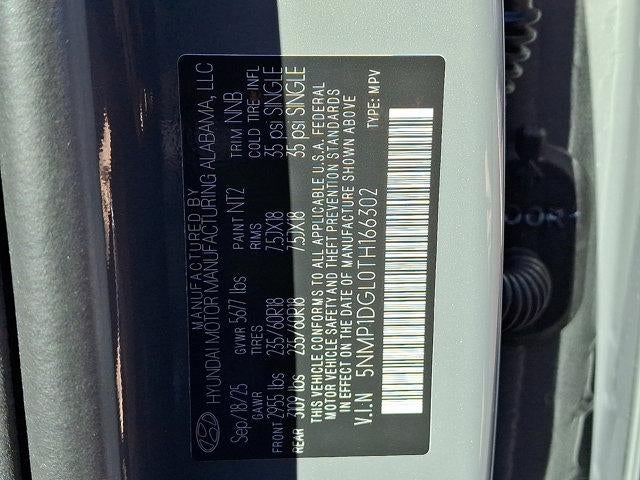 MANUFACTURED BY
HYUNDAI MOTOR MANUFACTURING ALABAMA, LLC
Sep/18/25 GVWR 5677 lbs PAINT NT2 TRIM NNB
GAWR TIRES RIMS COLD TIRE INFL
FRONT 2955 lbs 235/60R18 7.5JX18 35 psi SINGLE
REAR 3109 lbs 235/60R18 7.5JX18 35 psi SINGLE
THIS VEHICLE CONFORMS TO ALL APPLICABLE U.S.A. FEDERAL
MOTOR VEHICLE SAFETY AND THEFT PREVENTION STANDARDS
IN EFFECT ON THE DATE OF MANUFACTURE SHOWN ABOVE
V.I.N 5NMP1DGL0TH166302 TYPE: MPV